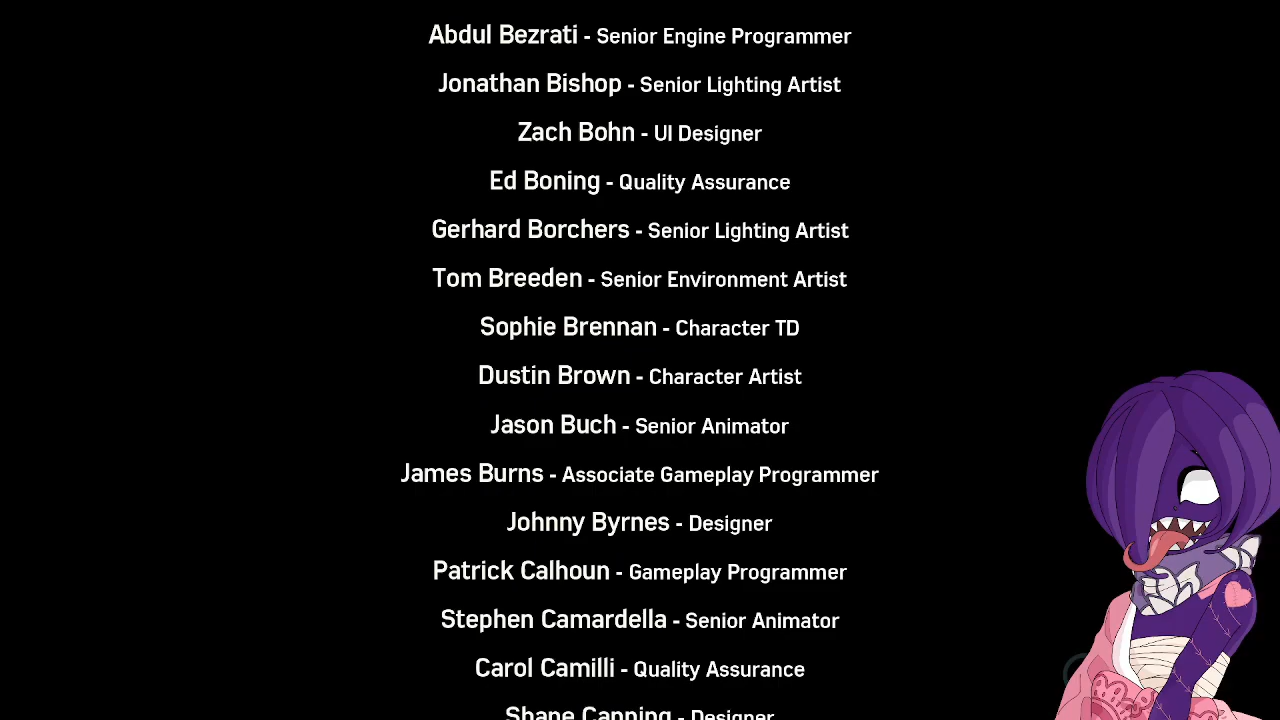 Abdul Bezrati - Senior Engine Programmer
Jonathan Bishop - Senior Lighting Artist
Zach Bohn - UI Designer
Ed Boning - Quality Assurance
Gerhard Borchers - Senior Lighting Artist
Tom Breeden - Senior Environment Artist
Sophie Brennan - Character TD
Dustin Brown - Character Artist
Jason Buch - Senior Animator
James Burns - Associate Gameplay Programmer
Johnny Byrnes - Designer
Patrick Calhoun - Gameplay Programmer
Stephen Camardella - Senior Animator
Carol Camilli - Quality Assurance
Shane Canning - Designer